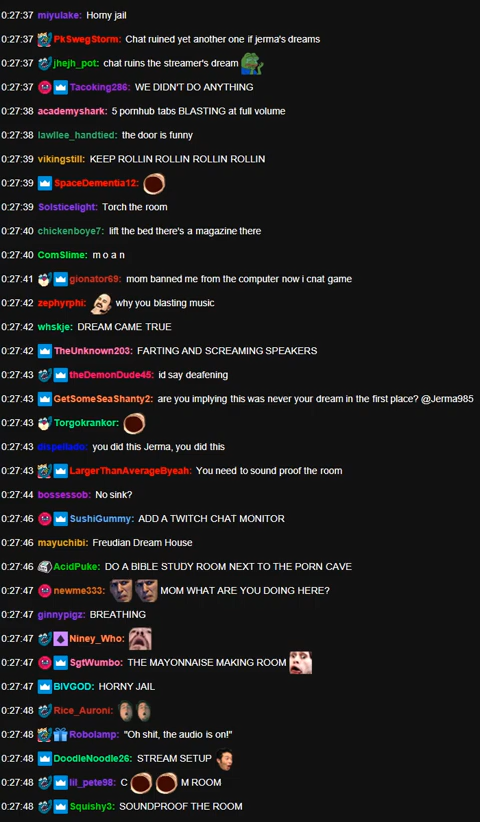 0:27:37 miyulake: Horny jail
0:27:37 PkSwegStorm: Chat ruined yet another one if jerma's dreams
0:27:37 jhejh_pot: chat ruins the streamer's dream
0:27:37 Tacoking286: WE DIDN'T DO ANYTHING
0:27:38 academyshark: 5 pornhub tabs BLASTING at full volume
0:27:38 lawllee_handtied: the door is funny
0:27:39 vikingstill: KEEP ROLLIN ROLLIN ROLLIN ROLLIN
0:27:39 SpaceDementia12:
0:27:39 Solsticelight: Torch the room
0:27:40 chickenboye7: lift the bed there's a magazine there
0:27:40 ComSlime: m o a n
0:27:41 gionator69: mom banned me from the computer now i cnat game
0:27:42 zephyrphi: why you blasting music
0:27:42 whskje: DREAM CAME TRUE
0:27:42 TheUnknown203: FARTING AND SCREAMING SPEAKERS
0:27:43 theDemonDude45: id say deafening
0:27:43 GetSomeSeaShanty2: are you implying this was never your dream in the first place? @Jerma985
0:27:43 Torgokrankor:
0:27:43 dispellado: you did this Jerma, you did this
0:27:43 LargerThanAverageByeah: You need to sound proof the room
0:27:44 bossessob: No sink?
0:27:46 SushiGummy: ADD A TWITCH CHAT MONITOR
0:27:46 mayuchibi: Freudian Dream House
0:27:46 AcidPuke: DO A BIBLE STUDY ROOM NEXT TO THE PORN CAVE
0:27:47 newme333: MOM WHAT ARE YOU DOING HERE?
0:27:47 ginnypigz: BREATHING
0:27:47 Niney_Who:
0:27:47 SgtWumbo: THE MAYONNAISE MAKING ROOM
0:27:47 BIVGOD: HORNY JAIL
0:27:48 Rice_Auroni:
0:27:48 Robolamp: "Oh shit, the audio is on!"
0:27:48 DoodleNoodle26: STREAM SETUP
0:27:48 lil_pete98: C M ROOM
0:27:48 Squishy3: SOUNDPROOF THE ROOM